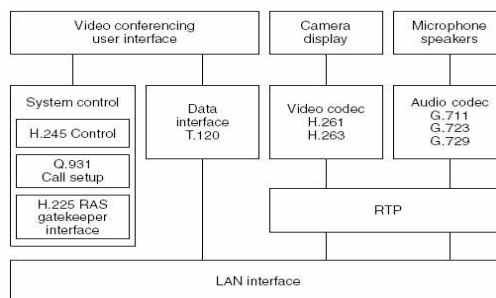 Video conferencing
user interface
Camera
display
Microphone
speakers
System control
H.245 Control
Q.931
Call setup
H.225 RAS
gatekeeper
interface
Data
interface
T.120
Video codec
H.261
H.263
Audio codec
G.711
G.723
G.729
RTP
LAN interface